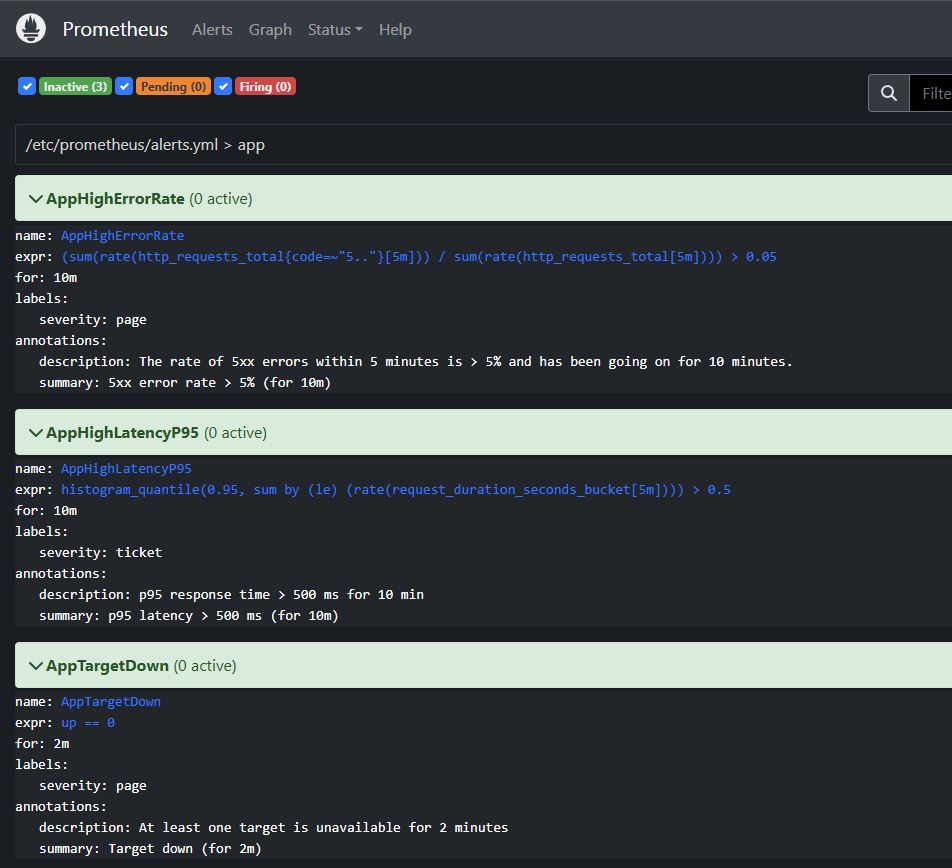 Prometheus Alerts Graph Status Help
Inactive (3) Pending (0) Firing (0)
Filte
/etc/prometheus/alerts.yml > app
AppHighErrorRate (0 active)
name: AppHighErrorRate
expr: (sum(rate(http_requests_total{code=~"5.."}[5m])) / sum(rate(http_requests_total[5m]))) > 0.05
for: 10m
labels:
severity: page
annotations:
description: The rate of 5xx errors within 5 minutes is > 5% and has been going on for 10 minutes.
summary: 5xx error rate > 5% (for 10m)
AppHighLatencyP95 (0 active)
name: AppHighLatencyP95
expr: histogram_quantile(0.95, sum by (le) (rate(request_duration_seconds_bucket[5m]))) > 0.5
for: 10m
labels:
severity: ticket
annotations:
description: p95 response time > 500 ms for 10 min
summary: p95 latency > 500 ms (for 10m)
AppTargetDown (0 active)
name: AppTargetDown
expr: up == 0
for: 2m
labels:
severity: page
annotations:
description: At least one target is unavailable for 2 minutes
summary: Target down (for 2m)